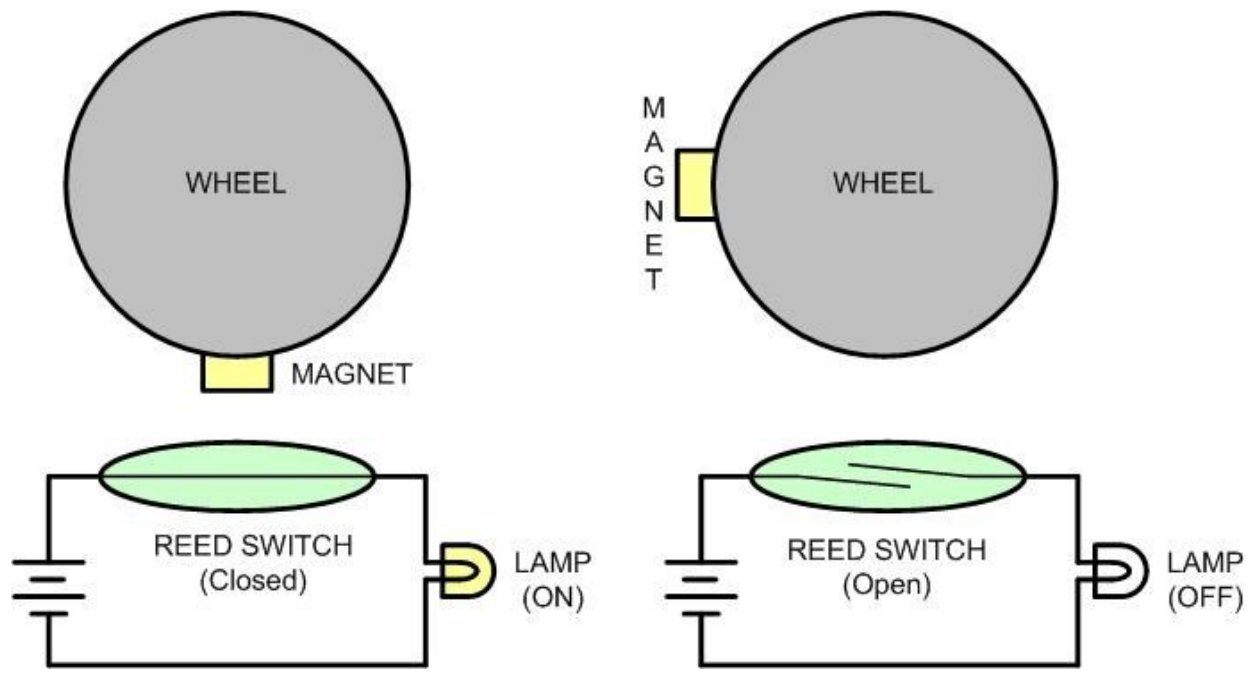 WHEEL
MAGNET
REED SWITCH
(Closed)
LAMP
(ON)
M
A
G
N
E
T
WHEEL
REED SWITCH
(Open)
LAMP
(OFF)